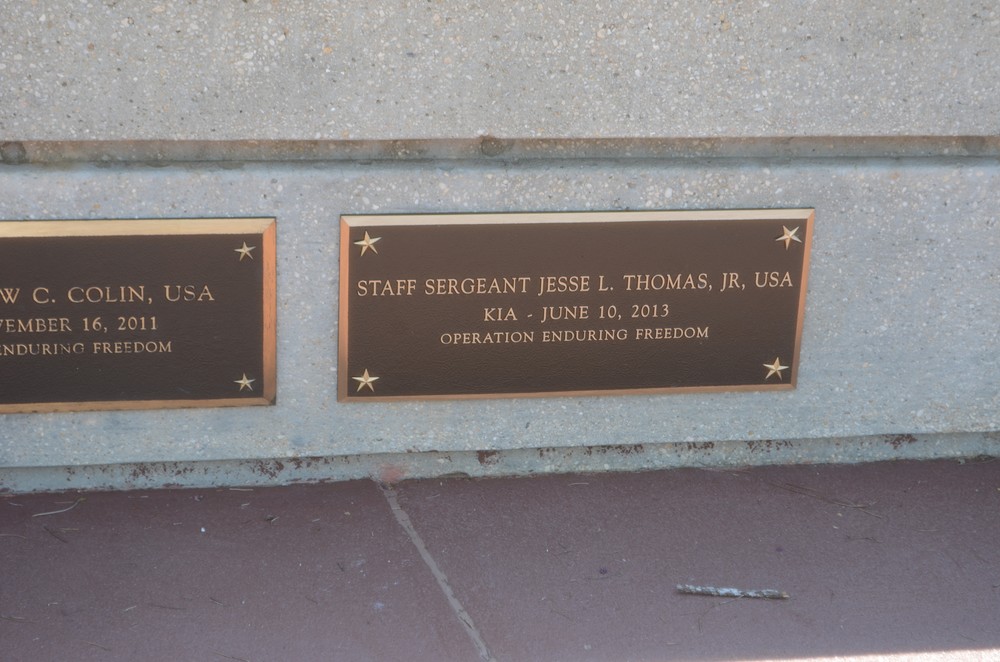 W C. COLIN, USA
VEMBER 16, 2011
ENDURING FREEDOM
STAFF SERGEANT JESSE L. THOMAS, JR, USA
KIA - JUNE 10, 2013
OPERATION ENDURING FREEDOM